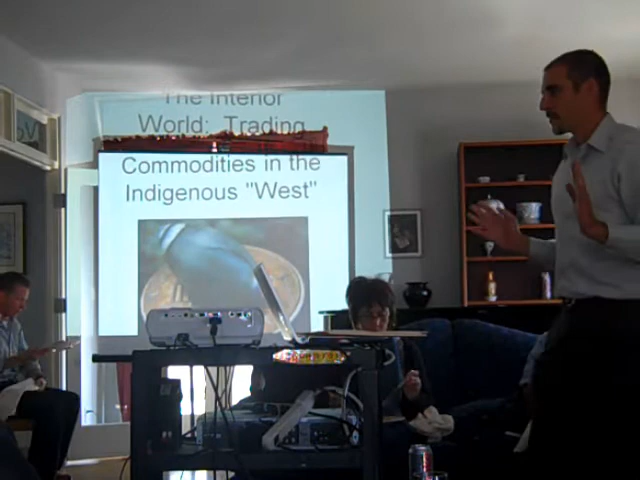 The Interior
World:  Trading
Commodities in the
Indigenous "West"